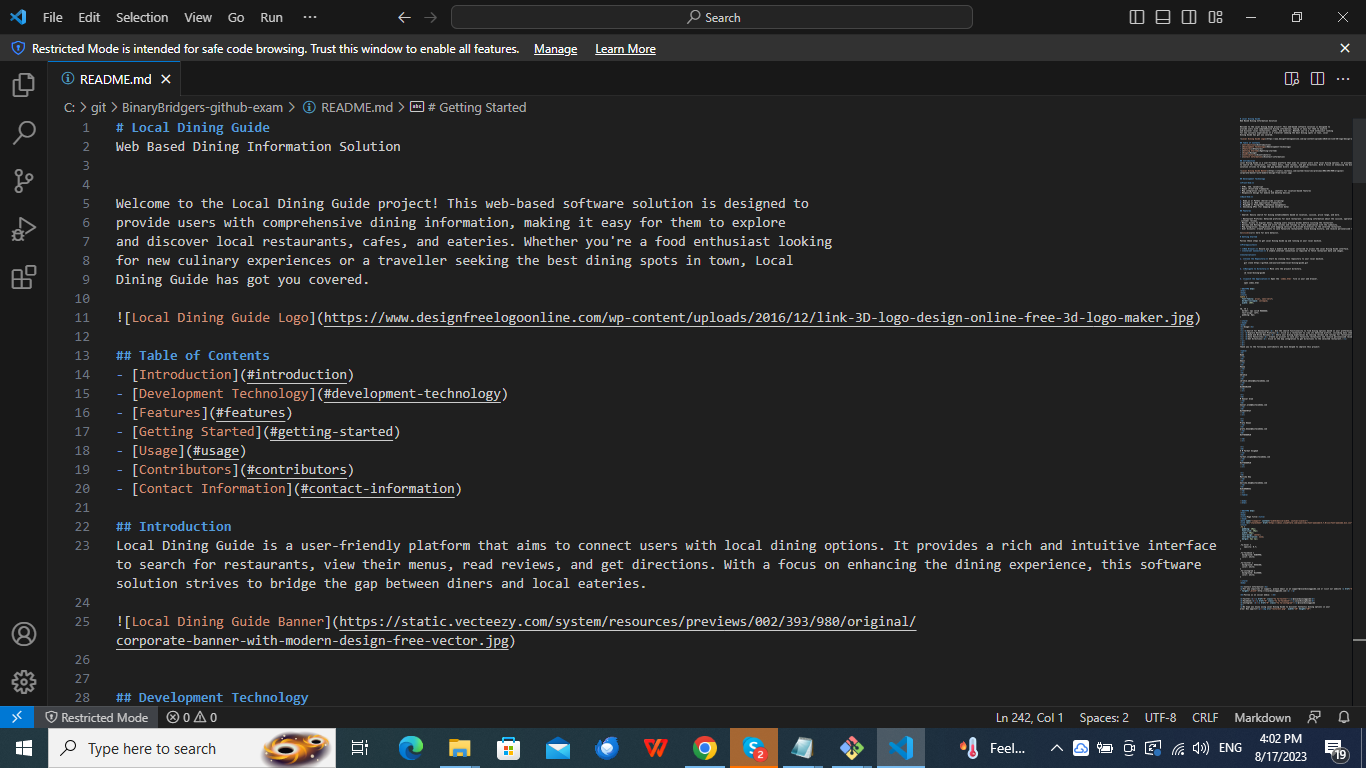 File Edit Selection View Go Run ··· Search
Restricted Mode is intended for safe code browsing. Trust this window to enable all features. Manage Learn More
README.md
C: > git > BinaryBridgers-github-exam > README.md > # Getting Started
1 # Local Dining Guide
2 Web Based Dining Information Solution
3
4
5 Welcome to the Local Dining Guide project! This web-based software solution is designed to
6 provide users with comprehensive dining information, making it easy for them to explore
7 and discover local restaurants, cafes, and eateries. Whether you're a food enthusiast looking
8 for new culinary experiences or a traveller seeking the best dining spots in town, Local
9 Dining Guide has got you covered.
10
11 ![Local Dining Guide Logo](https://www.designfreelogoonline.com/wp-content/uploads/2016/12/link-3D-logo-design-online-free-3d-logo-maker.jpg)
12
13 ## Table of Contents
14 - [Introduction](#introduction)
15 - [Development Technology](#development-technology)
16 - [Features](#features)
17 - [Getting Started](#getting-started)
18 - [Usage](#usage)
19 - [Contributors](#contributors)
20 - [Contact Information](#contact-information)
21
22 ## Introduction
23 Local Dining Guide is a user-friendly platform that aims to connect users with local dining options. It provides a rich and intuitive interface
to search for restaurants, view their menus, read reviews, and get directions. With a focus on enhancing the dining experience, this software
solution strives to bridge the gap between diners and local eateries.
24
25 ![Local Dining Guide Banner](https://static.vecteezy.com/system/resources/previews/002/393/980/original/
corporate-banner-with-modern-design-free-vector.jpg)
26
27
28 ## Development Technology
Restricted Mode 0 0 Ln 242, Col 1 Spaces: 2 UTF-8 CRLF Markdown
Type here to search 2 Feel... ENG 4:02 PM
8/17/2023 19